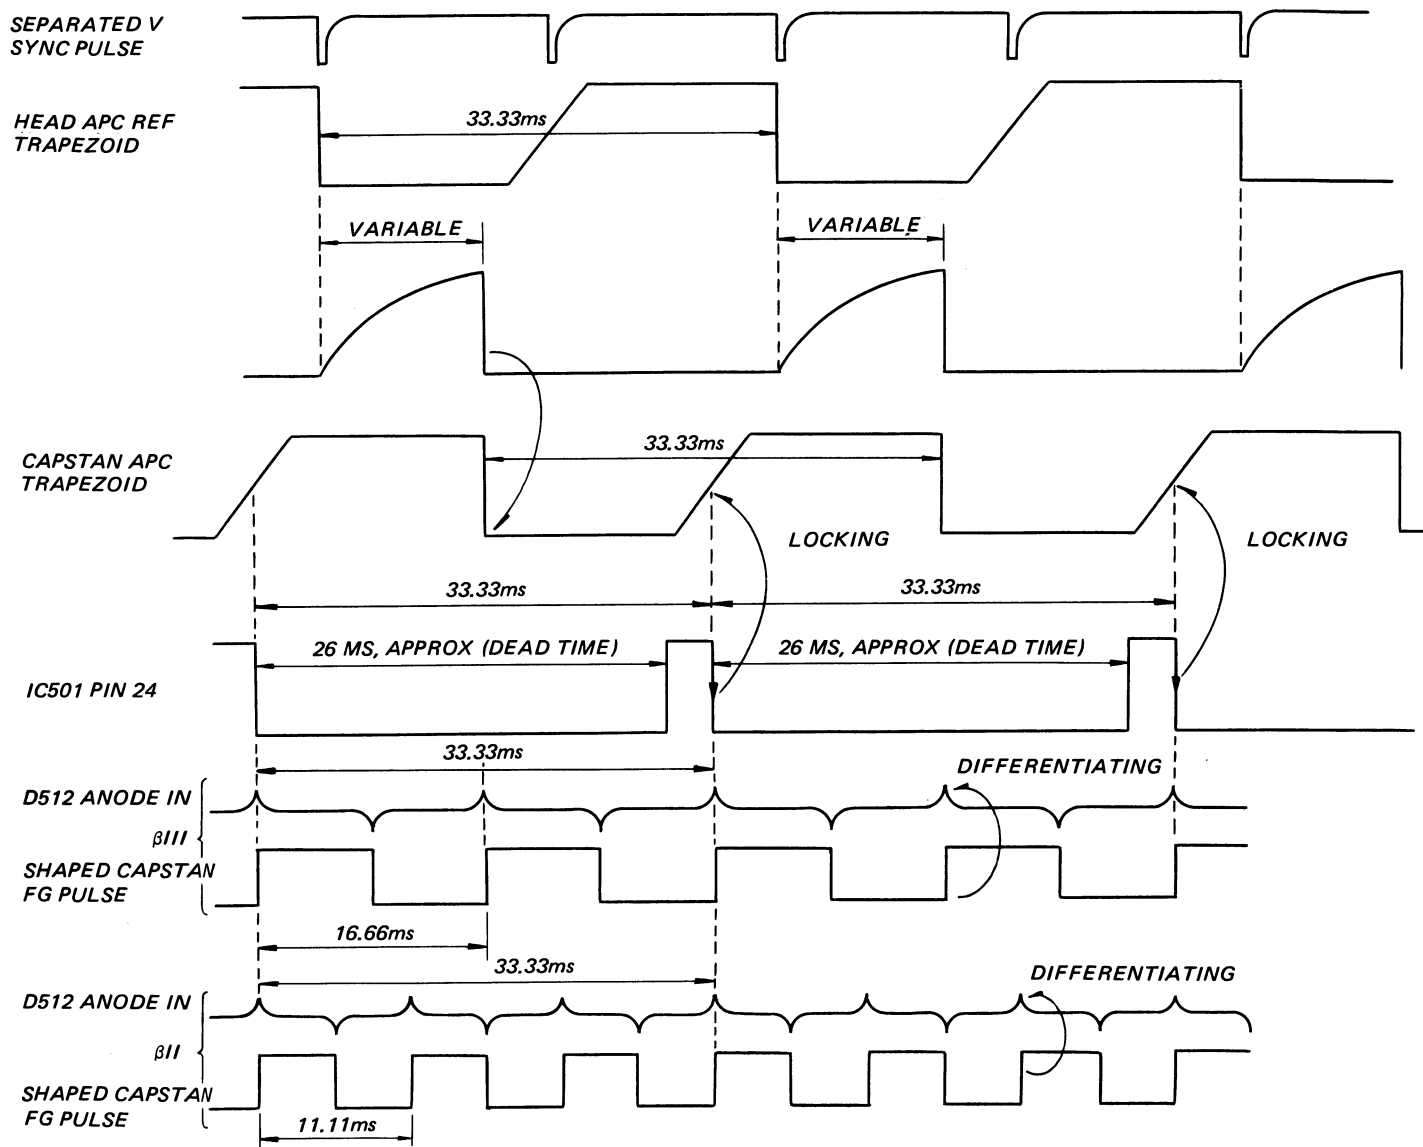 SEPARATED V
SYNC PULSE
HEAD APC REF
TRAPEZOID
33.33ms
VARIABLE
VARIABLE
CAPSTAN APC
TRAPEZOID
33.33ms
LOCKING
LOCKING
33.33ms
33.33ms
26 MS, APPROX (DEAD TIME)
26 MS, APPROX (DEAD TIME)
IC501 PIN 24
33.33ms
DIFFERENTIATING
D512 ANODE IN
βIII
SHAPED CAPSTAN
FG PULSE
16.66ms
33.33ms
DIFFERENTIATING
D512 ANODE IN
βII
SHAPED CAPSTAN
FG PULSE
11.11ms